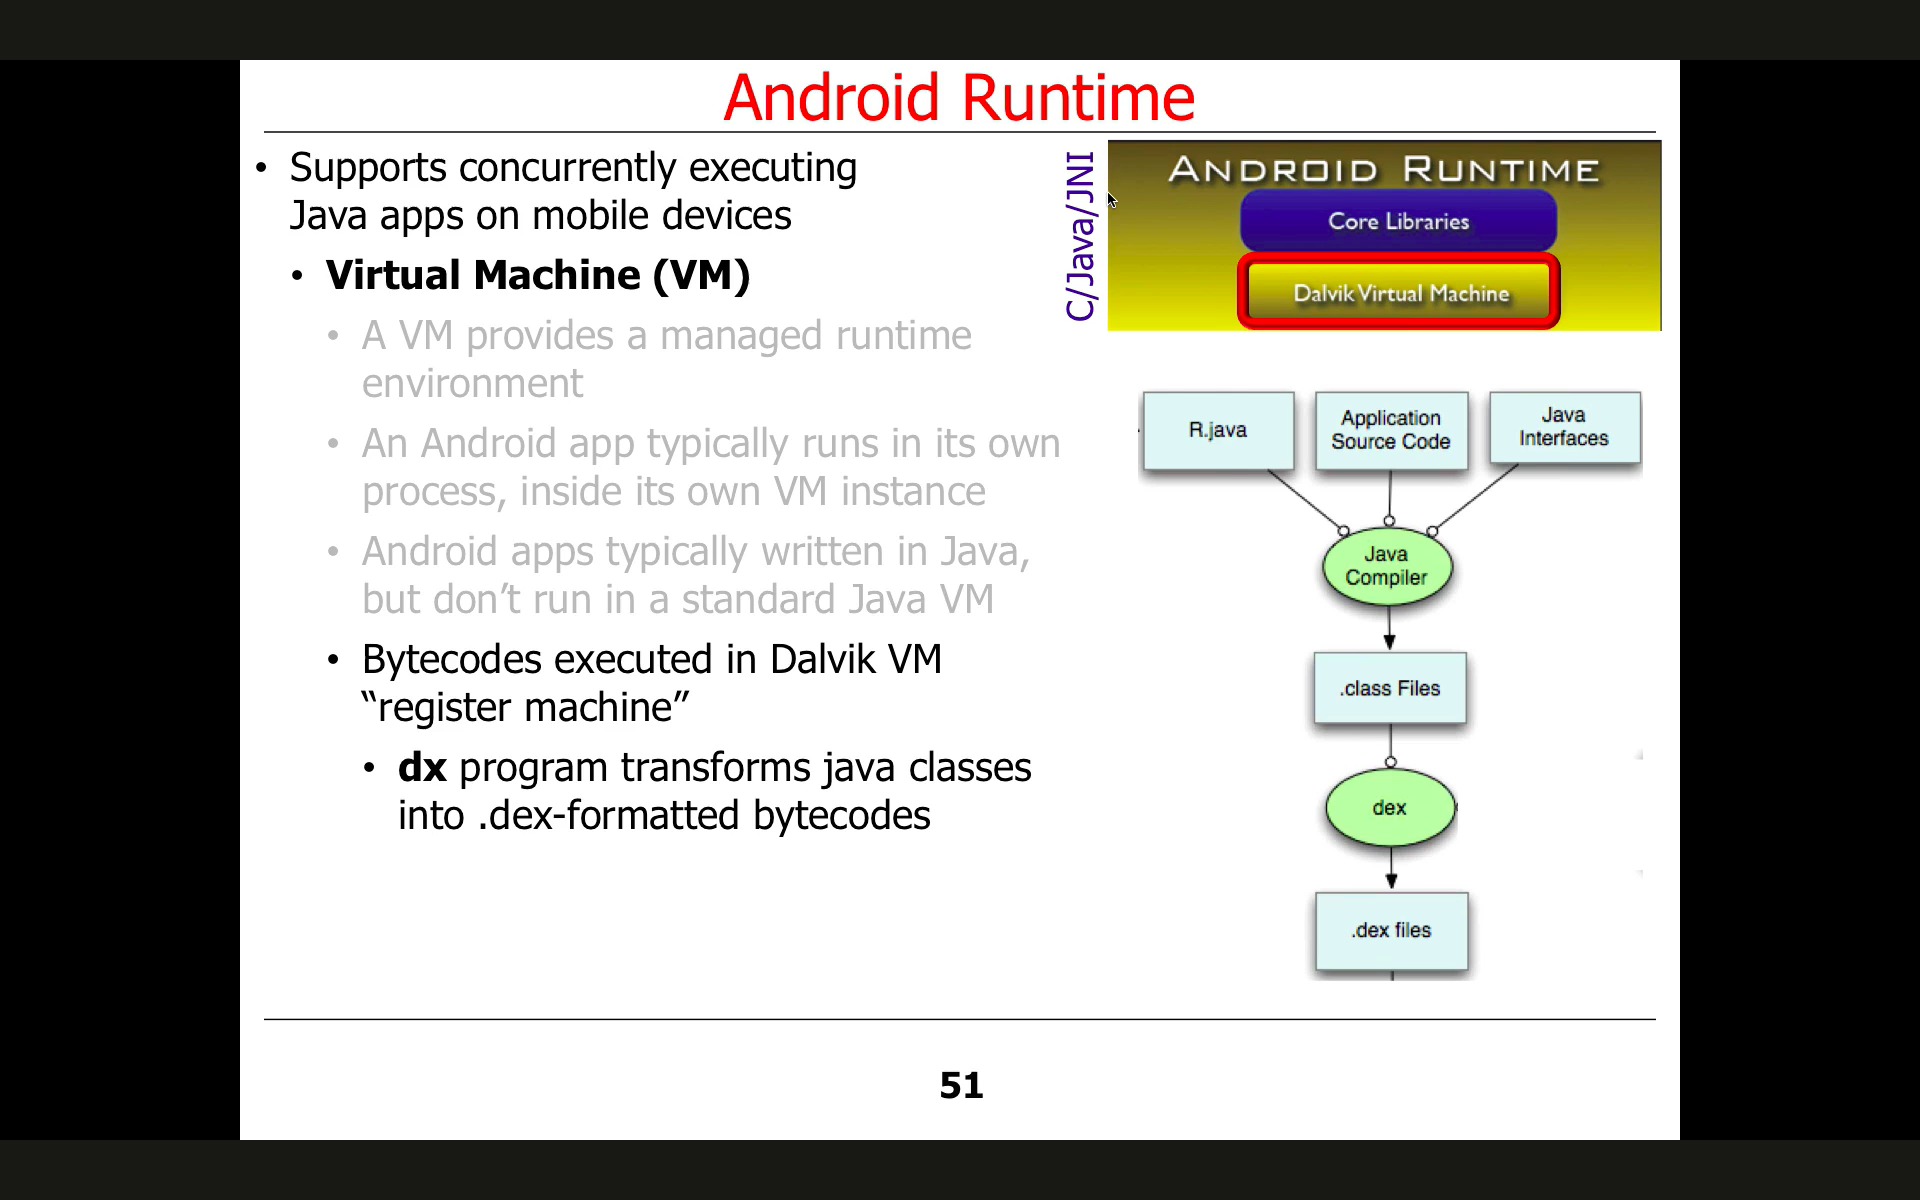 Android Runtime
• Supports concurrently executing
Java apps on mobile devices
• Virtual Machine (VM)
• A VM provides a managed runtime
environment
• An Android app typically runs in its own
process, inside its own VM instance
• Android apps typically written in Java,
but don’t run in a standard Java VM
• Bytecodes executed in Dalvik VM
“register machine”
• dx program transforms java classes
into .dex-formatted bytecodes
C/Java/JNI
ANDROID RUNTIME
Core Libraries
Dalvik Virtual Machine
R.java
Application
Source Code
Java
Interfaces
Java
Compiler
.class Files
dex
.dex files
51